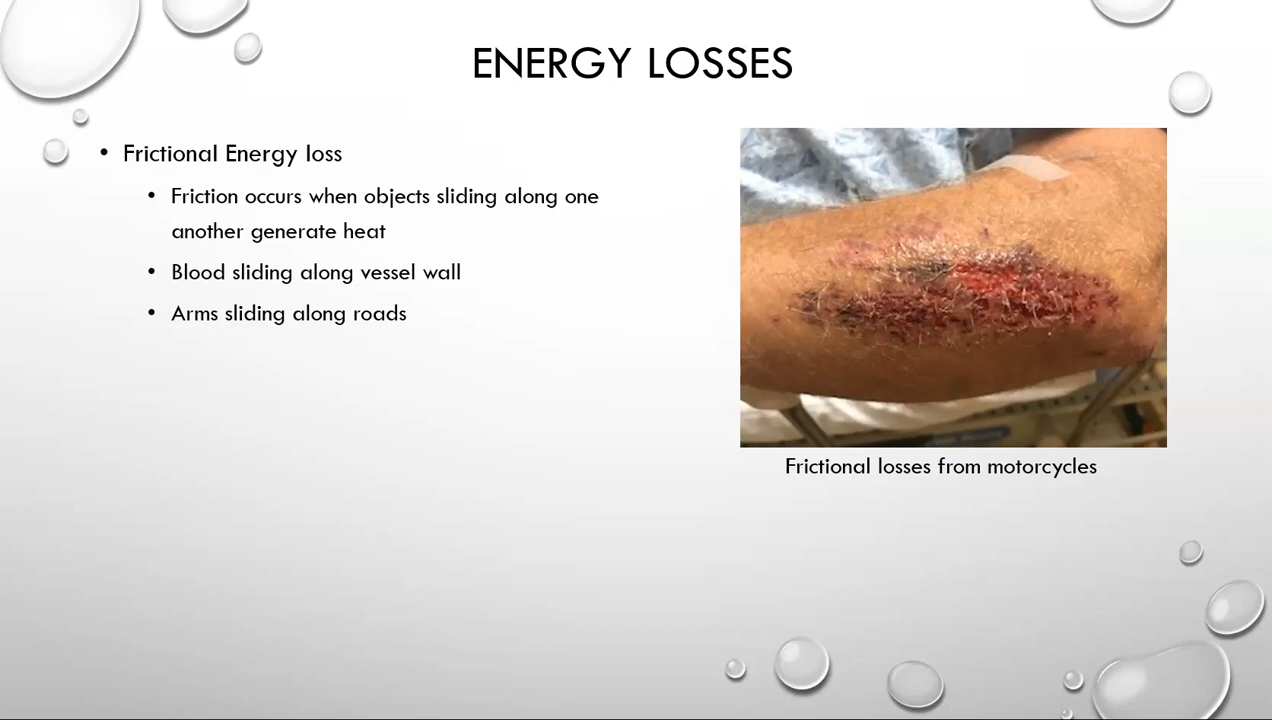 ENERGY LOSSES
• Frictional Energy loss
• Friction occurs when objects sliding along one
another generate heat
• Blood sliding along vessel wall
• Arms sliding along roads
Frictional losses from motorcycles